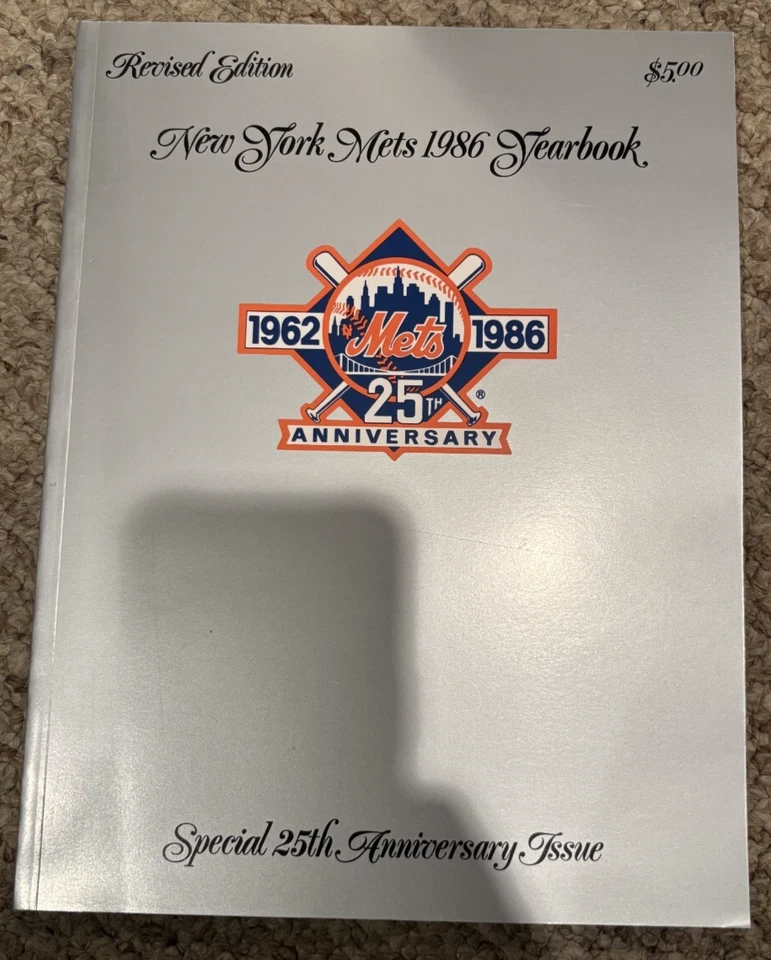 Revised Edition
$5.00
New York Mets 1986 Yearbook
1962 Mets 1986
25TH
®
ANNIVERSARY
Special 25th Anniversary Issue